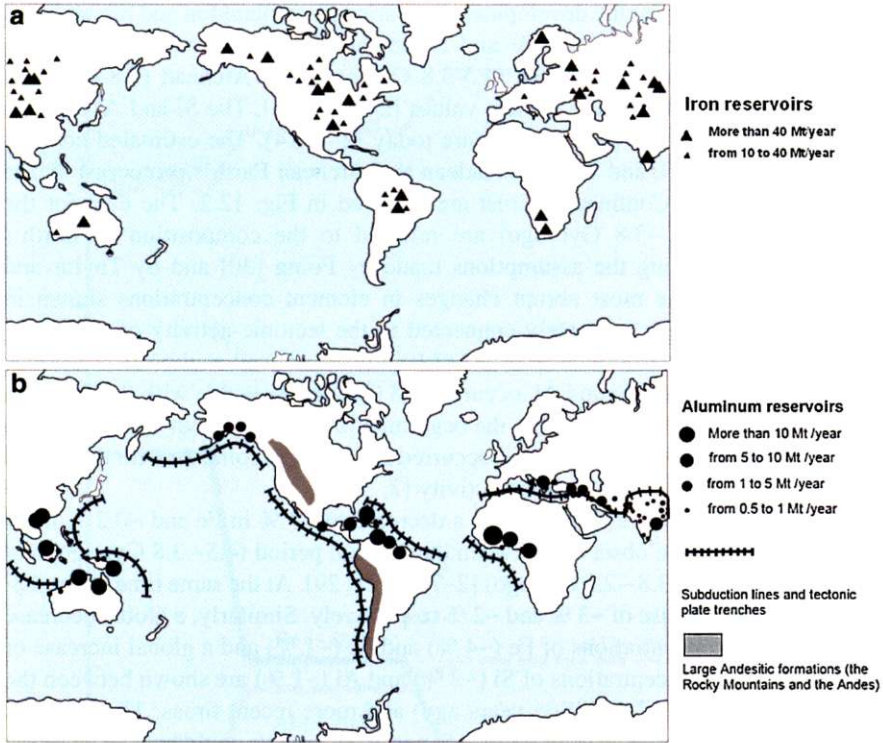 a
Iron reservoirs
More than 40 Mt/year
from 10 to 40 Mt/year
b
Aluminum reservoirs
More than 10 Mt /year
from 5 to 10 Mt /year
from 1 to 5 Mt /year
from 0.5 to 1 Mt /year
Subduction lines and tectonic
plate trenches
Large Andesitic formations (the
Rocky Mountains and the Andes)